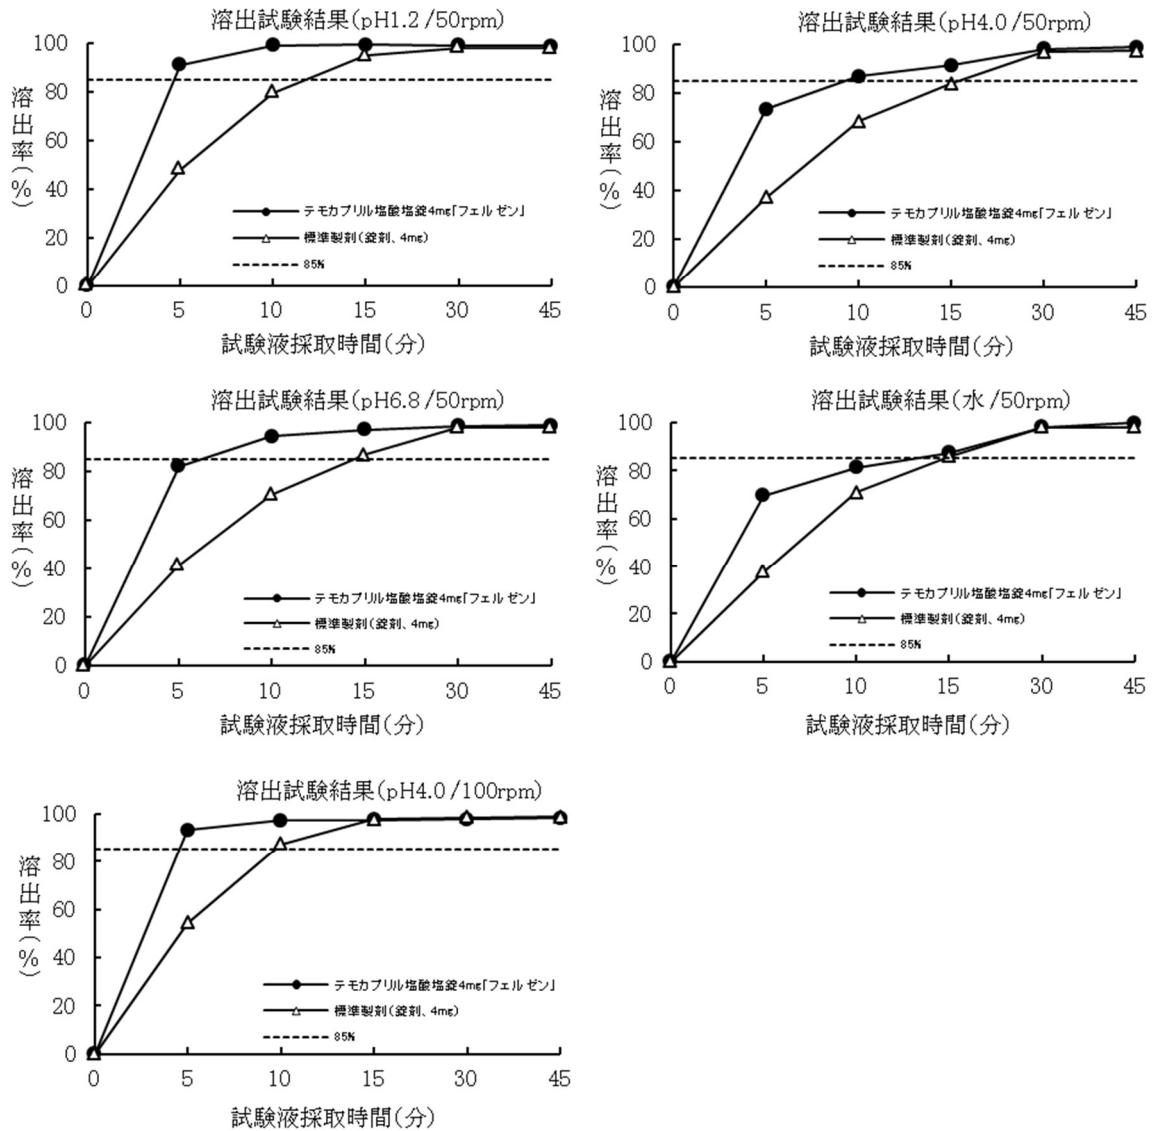 溶出試験結果(pH1.2/50rpm)
100
80
60
40
20
0
溶出率(%)
テモカプリル塩酸塩錠4mg「フェルゼン」
標準製剤(錠剤、4mg)
85%
0 5 10 15 30 45
試験液採取時間(分)
溶出試験結果(pH4.0/50rpm)
100
80
60
40
20
0
溶出率(%)
テモカプリル塩酸塩錠4mg「フェルゼン」
標準製剤(錠剤、4mg)
85%
0 5 10 15 30 45
試験液採取時間(分)
溶出試験結果(pH6.8/50rpm)
100
80
60
40
20
0
溶出率(%)
テモカプリル塩酸塩錠4mg「フェルゼン」
標準製剤(錠剤、4mg)
85%
0 5 10 15 30 45
試験液採取時間(分)
溶出試験結果(水/50rpm)
100
80
60
40
20
0
溶出率(%)
テモカプリル塩酸塩錠4mg「フェルゼン」
標準製剤(錠剤、4mg)
85%
0 5 10 15 30 45
試験液採取時間(分)
溶出試験結果(pH4.0/100rpm)
100
80
60
40
20
0
溶出率(%)
テモカプリル塩酸塩錠4mg「フェルゼン」
標準製剤(錠剤、4mg)
85%
0 5 10 15 30 45
試験液採取時間(分)